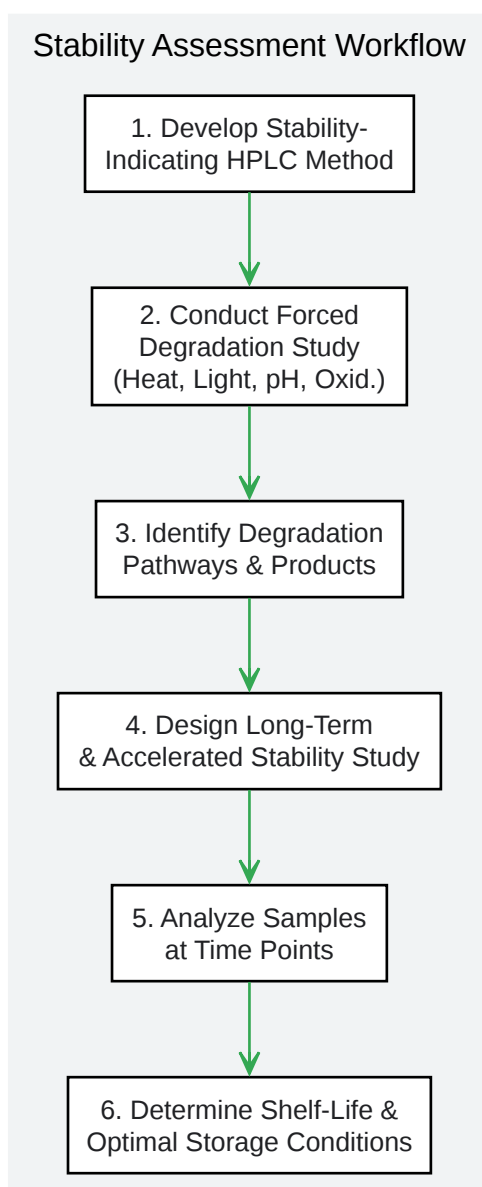 Stability Assessment Workflow
1. Develop Stability-
Indicating HPLC Method
2. Conduct Forced
Degradation Study
(Heat, Light, pH, Oxid.)
3. Identify Degradation
Pathways & Products
4. Design Long-Term
& Accelerated Stability Study
5. Analyze Samples
at Time Points
6. Determine Shelf-Life &
Optimal Storage Conditions